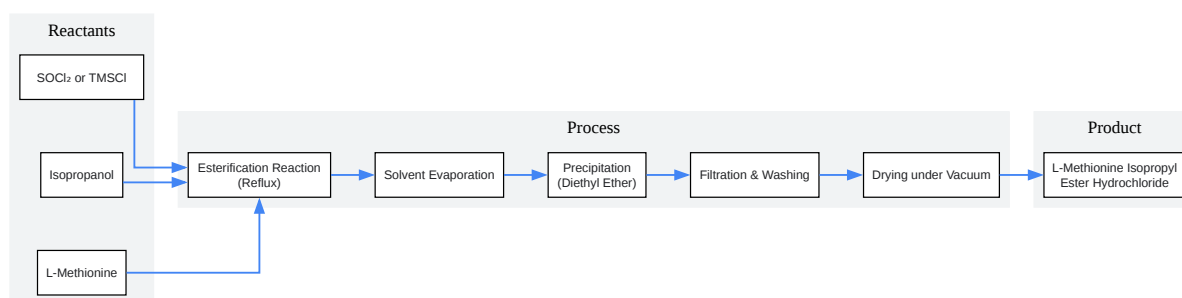 Reactants
SOCl₂ or TMSCl
Isopropanol
L-Methionine
Process
Esterification Reaction
(Reflux)
Solvent Evaporation
Precipitation
(Diethyl Ether)
Filtration & Washing
Drying under Vacuum
Product
L-Methionine Isopropyl
Ester Hydrochloride